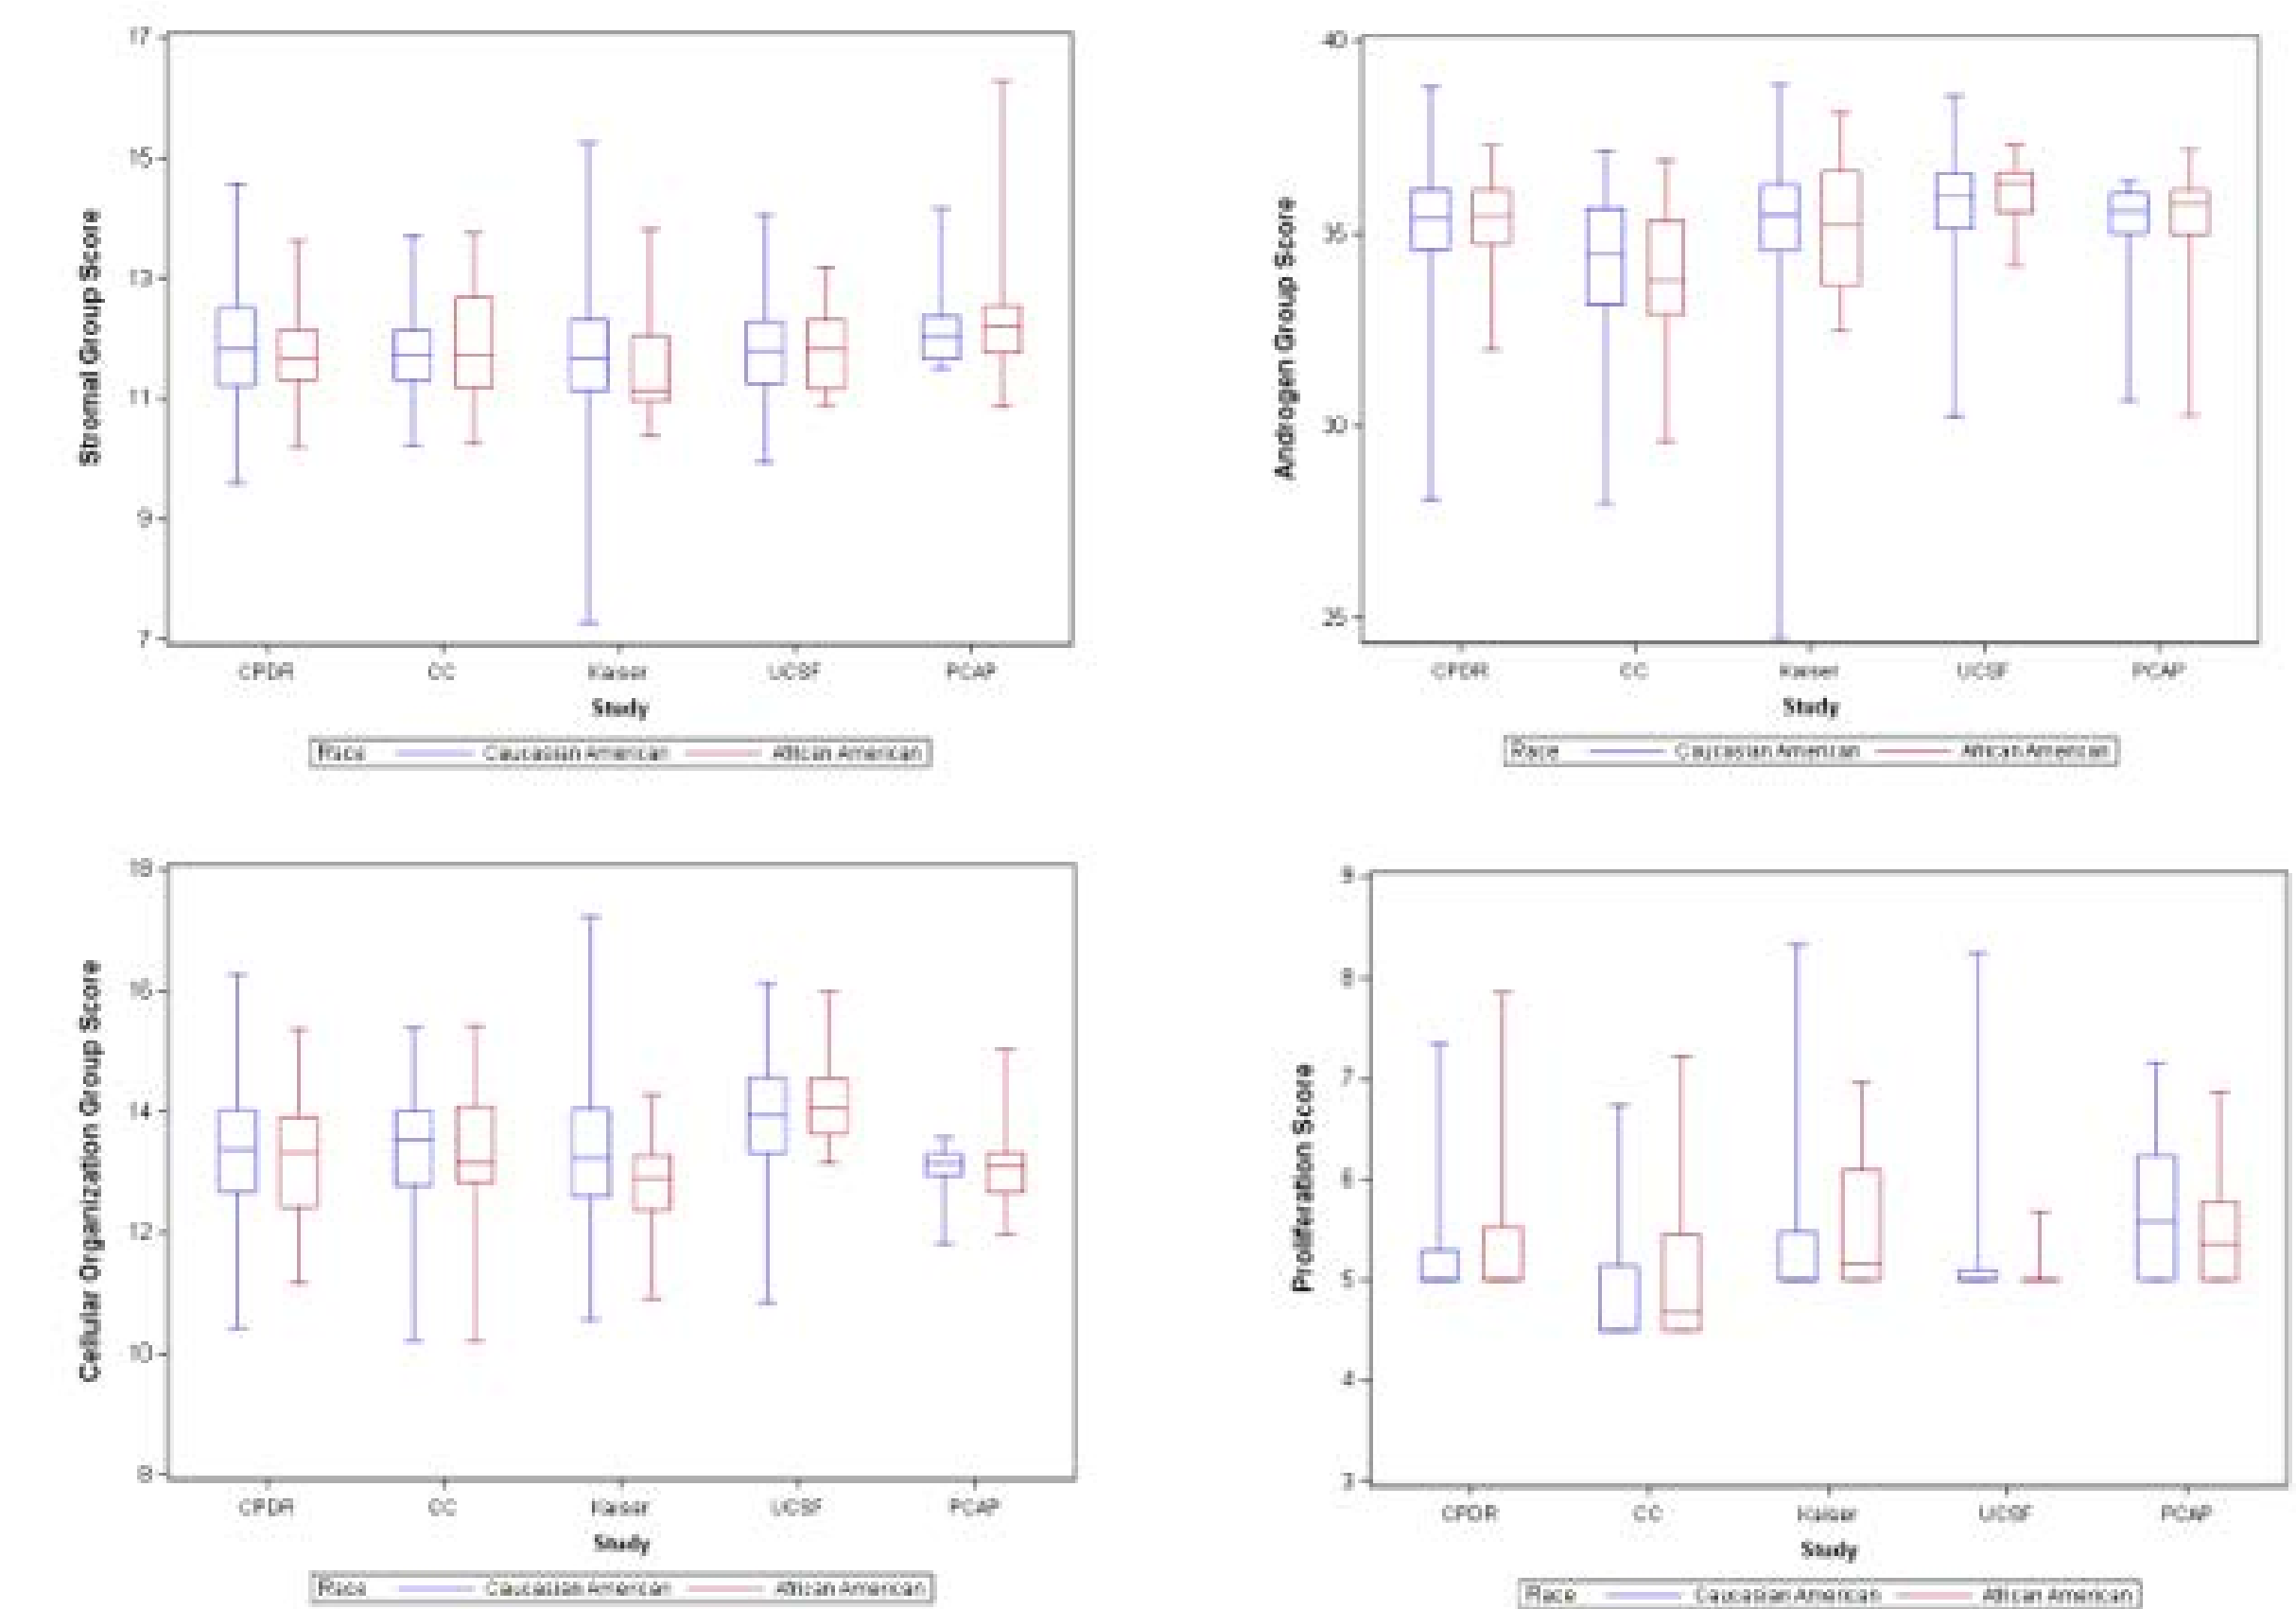 Stromal Group Score
17
15
13
11
9
7
CPDR CC Kaiser UCSF PCAP
Study
Race Caucasian American African American
Androgen Group Score
40
35
30
25
CPDR CC Kaiser UCSF PCAP
Study
Race Caucasian American African American
Cellular Organization Group Score
18
16
14
12
10
8
CPDR CC Kaiser UCSF PCAP
Study
Race Caucasian American African American
Proliferation Score
9
8
7
6
5
4
3
CPDR CC Kaiser UCSF PCAP
Study
Race Caucasian American African American